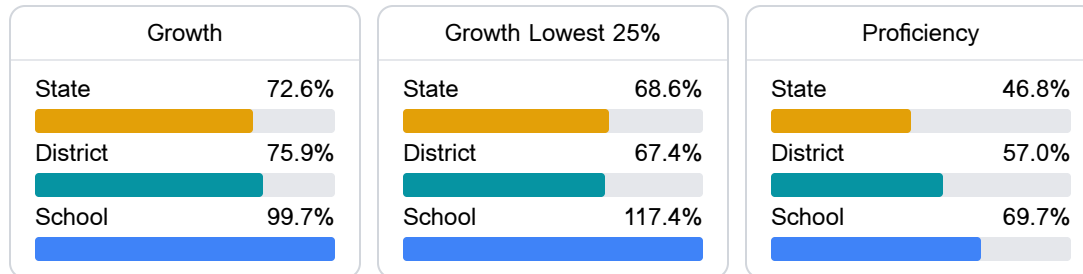 Growth
State 72.6%
District 75.9%
School 99.7%
Growth Lowest 25%
State 68.6%
District 67.4%
School 117.4%
Proficiency
State 46.8%
District 57.0%
School 69.7%